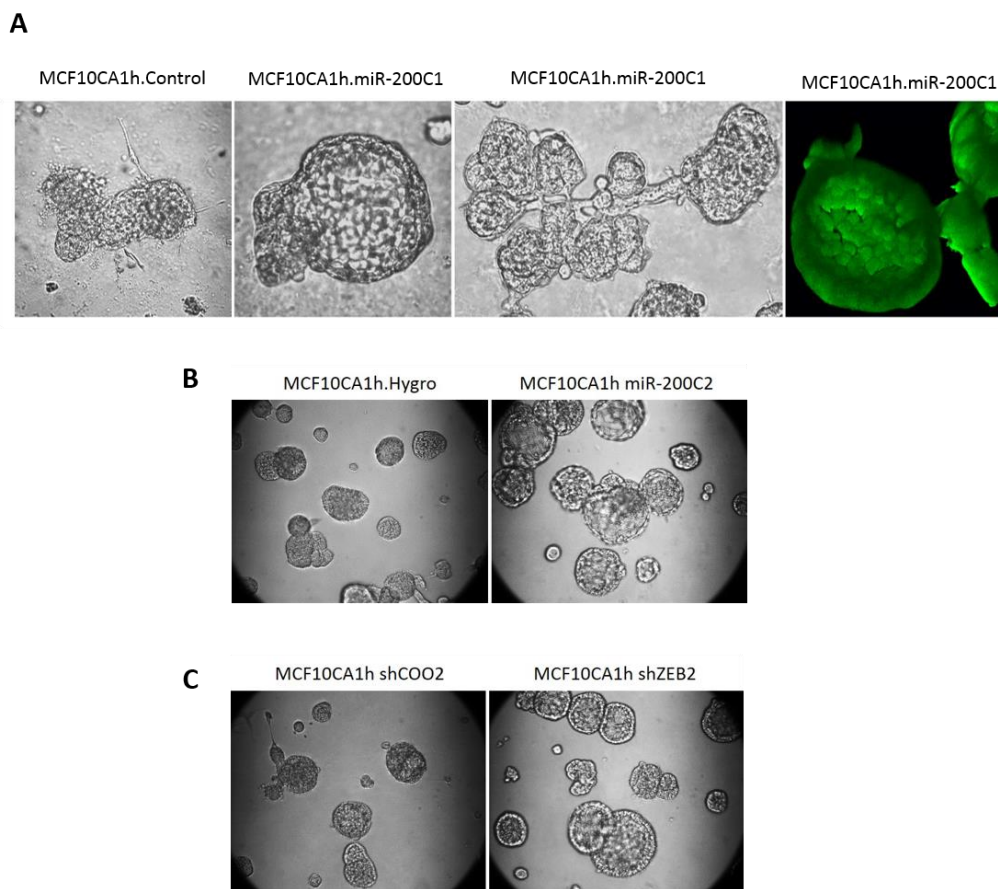 A
MCF10CA1h.Control
MCF10CA1h.miR-200C1
MCF10CA1h.miR-200C1
MCF10CA1h.miR-200C1
B
MCF10CA1h.Hygro
MCF10CA1h miR-200C2
C
MCF10CA1h shCOO2
MCF10CA1h shZEB2